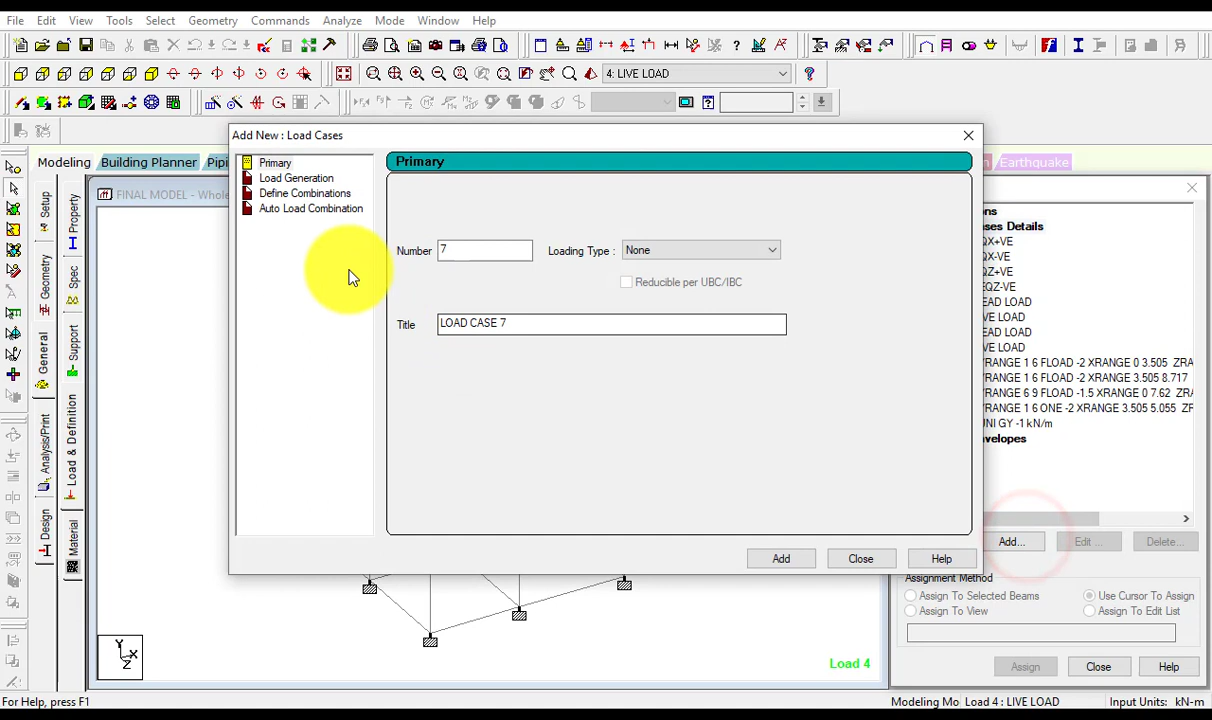 File Edit View Tools Select Geometry Commands Analyze Mode Window Help
4: LIVE LOAD
Modeling Building Planner Earthquake
FINAL MODEL - Whole
Add New : Load Cases
Primary
Load Generation
Define Combinations
Auto Load Combination
Primary
Number 7 Loading Type : None
Reducible per UBC/IBC
Title LOAD CASE 7
Add Close Help
Setup
Geometry
General
Analysis/Print
Design
Property
Spec
Support
Load & Definition
Material
ases Details
QX+VE
QX-VE
QZ+VE
EQZ-VE
EAD LOAD
VE LOAD
EAD LOAD
VE LOAD
RANGE 1 6 FLOAD -2 XRANGE 0 3.505 ZRA
RANGE 1 6 FLOAD -2 XRANGE 3.505 8.717
RANGE 6 9 FLOAD -1.5 XRANGE 0 7.62 ZR
RANGE 1 6 ONE -2 XRANGE 3.505 5.055 ZF
UNI GY -1 kN/m
nvelopes
Add... Edit ... Delete...
Assignment Method
Assign To Selected Beams Use Cursor To Assign
Assign To View Assign To Edit List
Assign Close Help
Y X Z
Load 4
For Help, press F1 Modeling Mo Load 4 : LIVE LOAD Input Units: kN-m